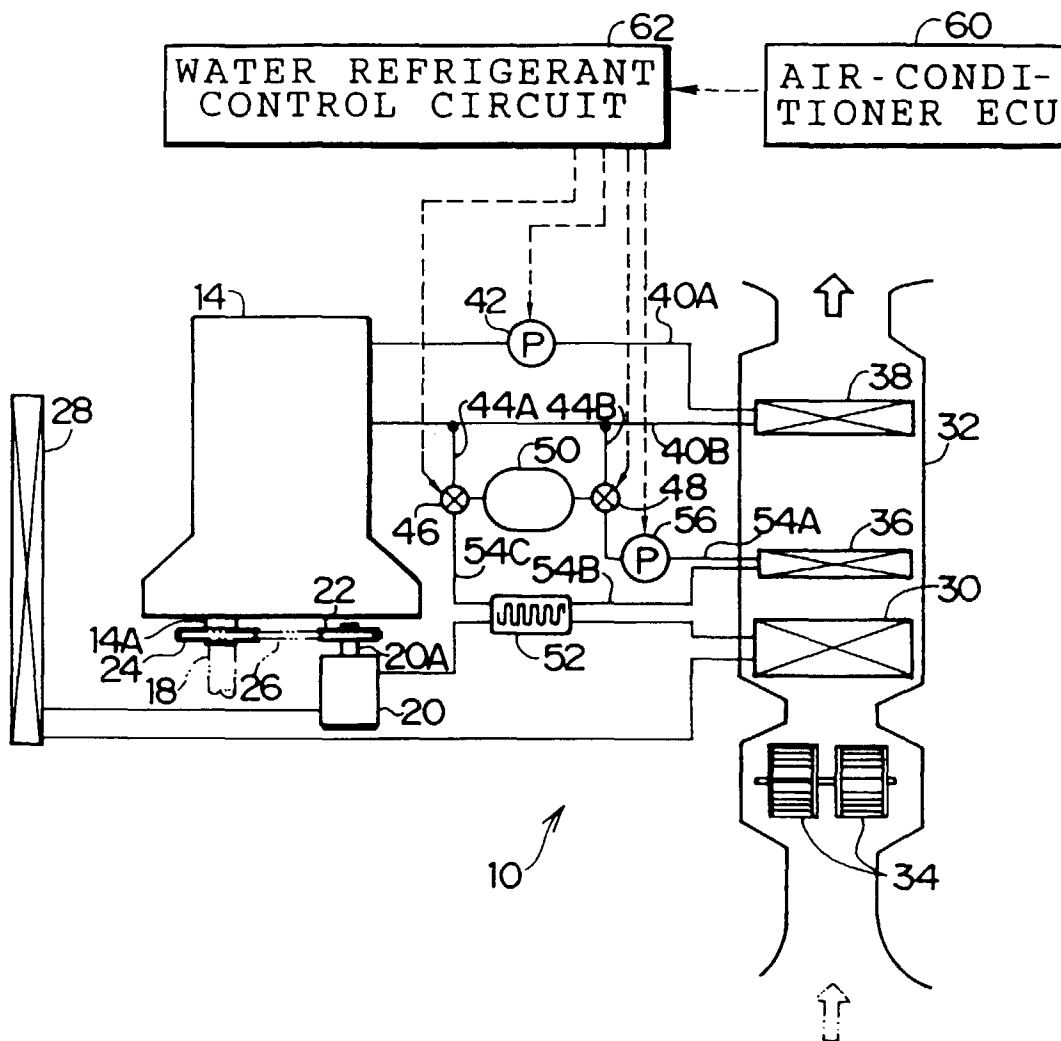 62
60
WATER REFRIGERANT
CONTROL CIRCUIT
AIR-CONDI-
TIONER ECU
14
42
40A
P
38
28
44A
44B
32
50
40B
46
48
56
54A
36
P
54C
54B
30
22
14A
24
20A
52
18
26
20
10
34